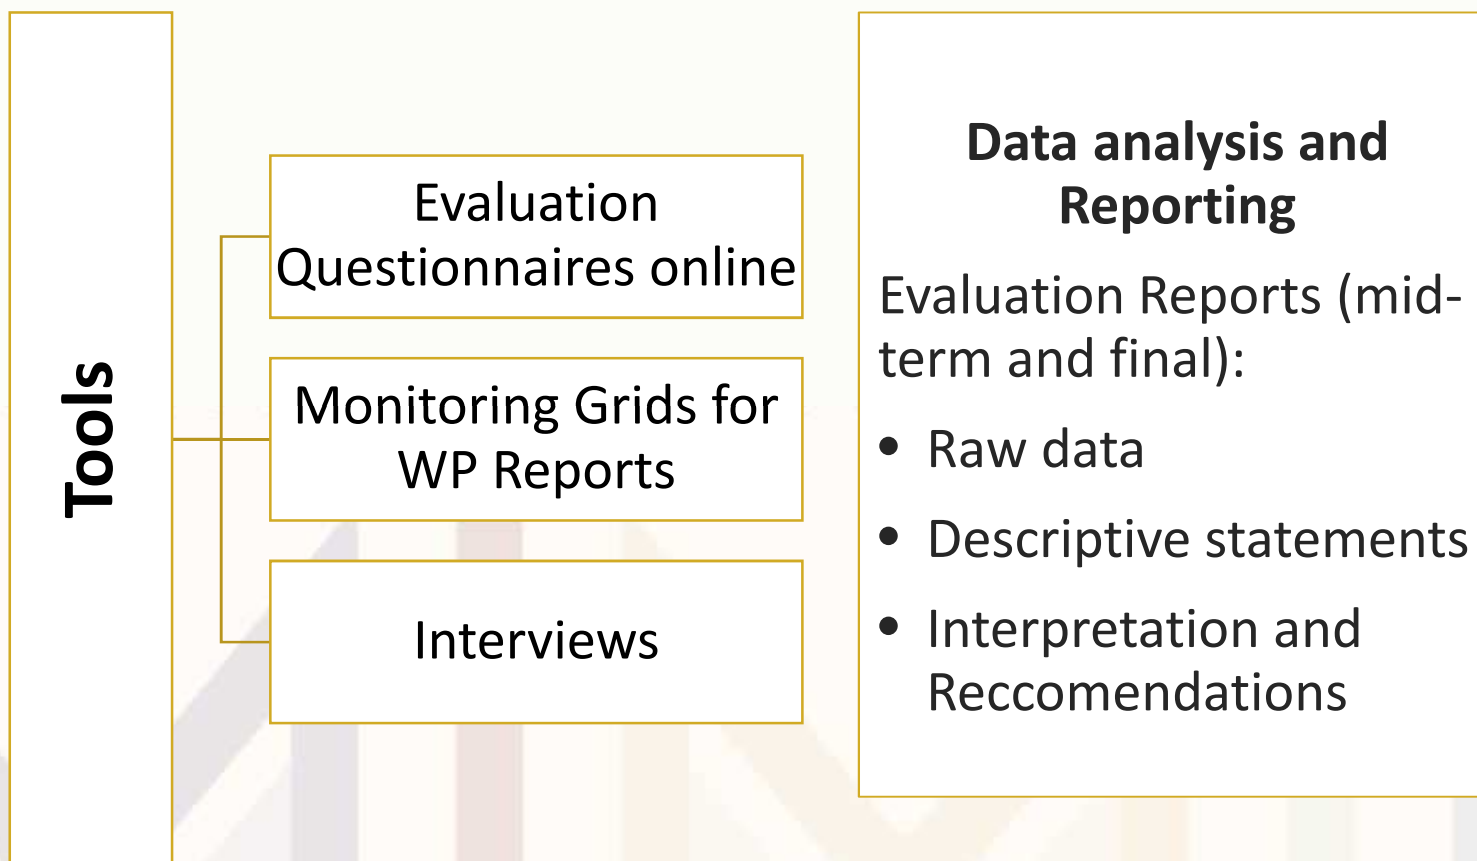 Tools
Evaluation
Questionnaires online
Monitoring Grids for
WP Reports
Interviews
Data analysis and
Reporting
Evaluation Reports (mid-
term and final):
• Raw data
• Descriptive statements
• Interpretation and
Reccomendations